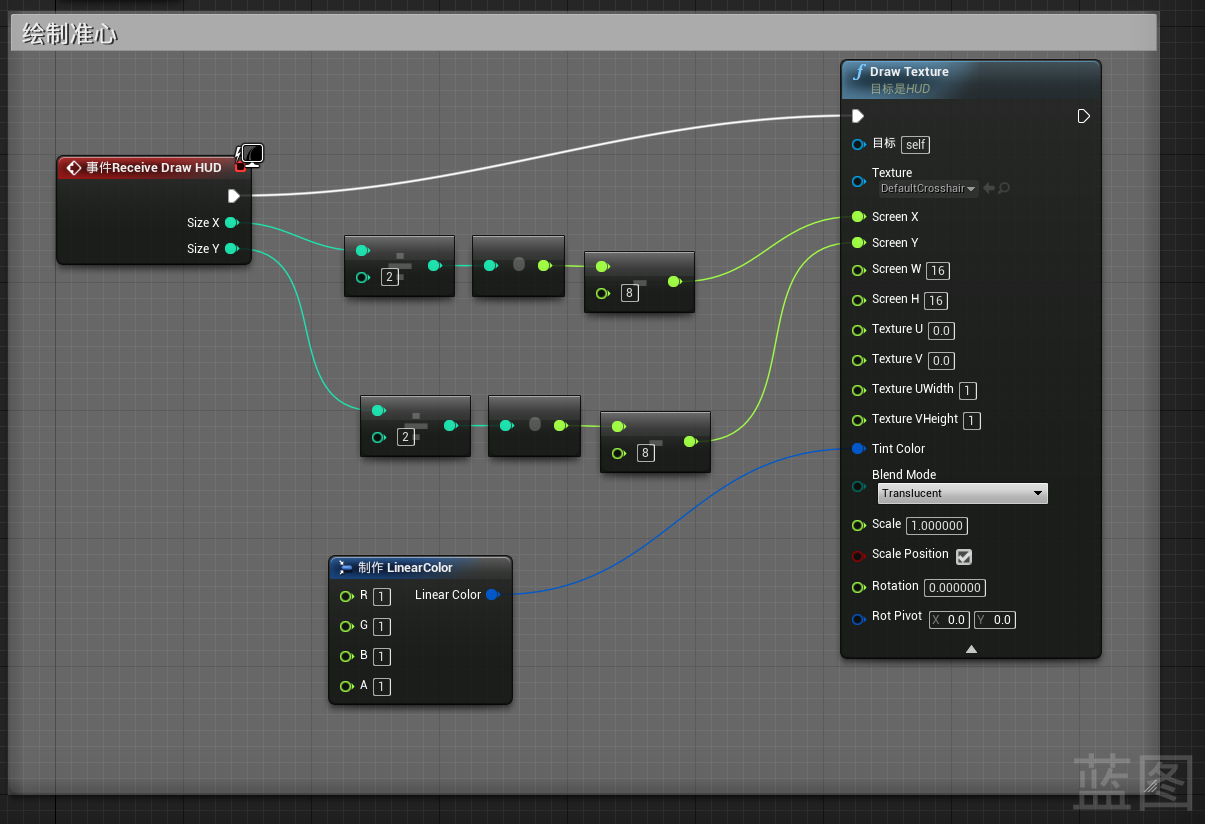 绘制准心
Draw Texture
目标是HUD
事件Receive Draw HUD
Size X
Size Y
2
8
2
8
目标 self
Texture
DefaultCrosshair
Screen X
Screen Y
Screen W 16
Screen H 16
Texture U 0.0
Texture V 0.0
Texture UWidth 1
Texture VHeight 1
Tint Color
Blend Mode
Translucent
Scale 1.000000
Scale Position
Rotation 0.000000
Rot Pivot X 0.0 Y 0.0
制作 LinearColor
R 1 Linear Color
G 1
B 1
A 1
蓝图